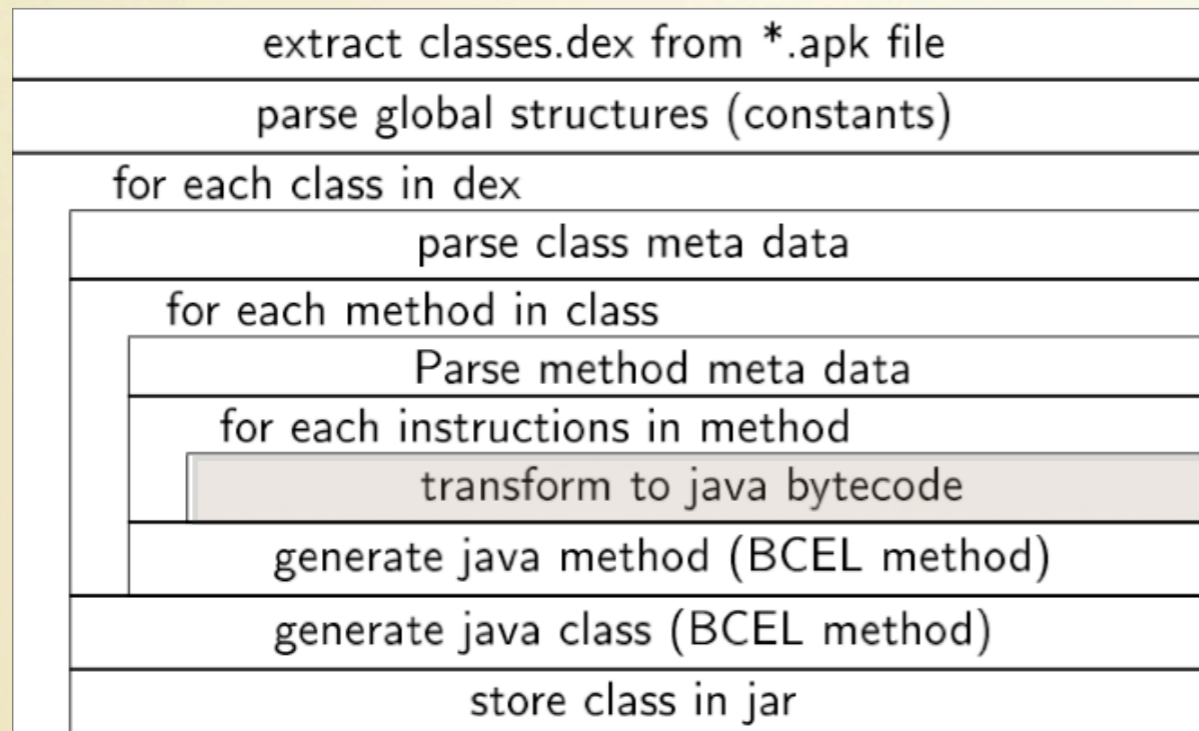 extract classes.dex from *.apk file
parse global structures (constants)
for each class in dex
parse class meta data
for each method in class
Parse method meta data
for each instructions in method
transform to java bytecode
generate java method (BCEL method)
generate java class (BCEL method)
store class in jar